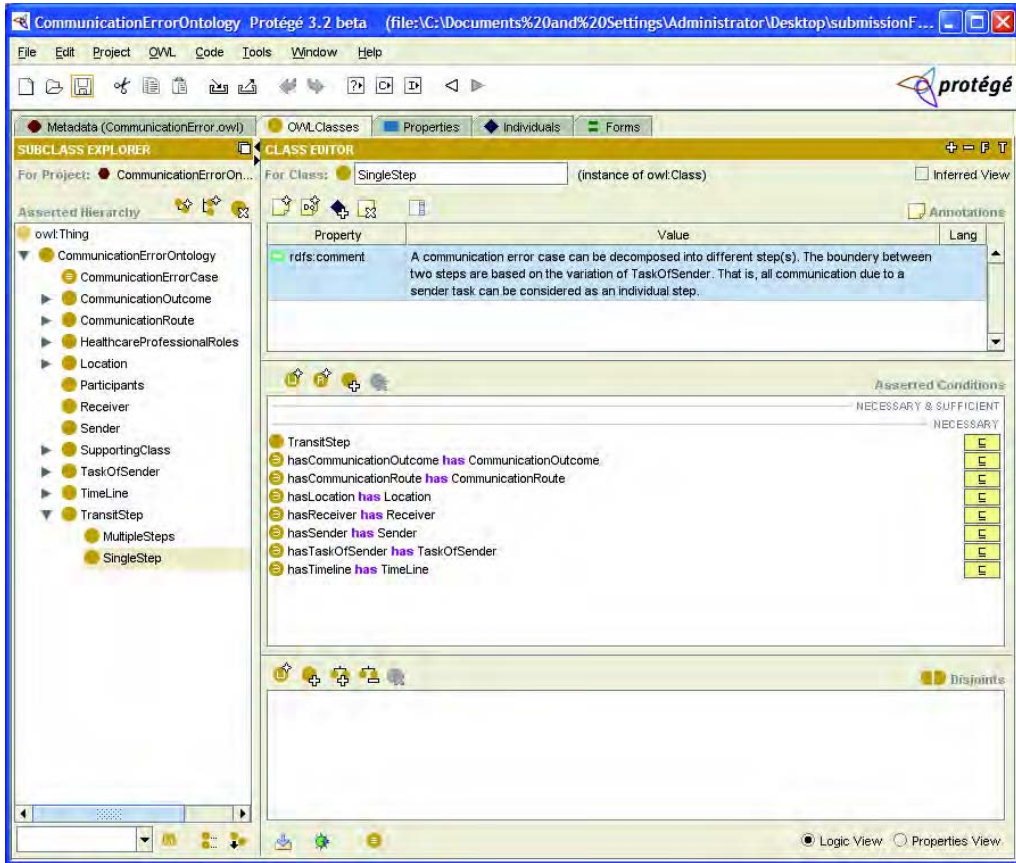 CommunicationErrorOntology Protégé 3.2 beta (file:\C:\Documents%20and%20Settings\Administrator\Desktop\submissionF...
File Edit Project OWL Code Tools Window Help
protégé
Metadata (CommunicationError.owl) OWLClasses Properties Individuals Forms
SUBCLASS EXPLORER
For Project: CommunicationErrorOn...
Asserted Hierarchy
owl:Thing
CommunicationErrorOntology
CommunicationErrorCase
CommunicationOutcome
CommunicationRoute
HealthcareProfessionalRoles
Location
Participants
Receiver
Sender
SupportingClass
TaskOfSender
TimeLine
TransitStep
MultipleSteps
SingleStep
CLASS EDITOR
For Class: SingleStep (instance of owl:Class) Inferred View
Annotations
Property Value Lang
rdfs:comment A communication error case can be decomposed into different step(s). The boundery between
two steps are based on the variation of TaskOfSender. That is, all communication due to a
sender task can be considered as an individual step.
Asserted Conditions
NECESSARY & SUFFICIENT
NECESSARY
TransitStep
hasCommunicationOutcome has CommunicationOutcome
hasCommunicationRoute has CommunicationRoute
hasLocation has Location
hasReceiver has Receiver
hasSender has Sender
hasTaskOfSender has TaskOfSender
hasTimeline has TimeLine
Disjoints
Logic View Properties View